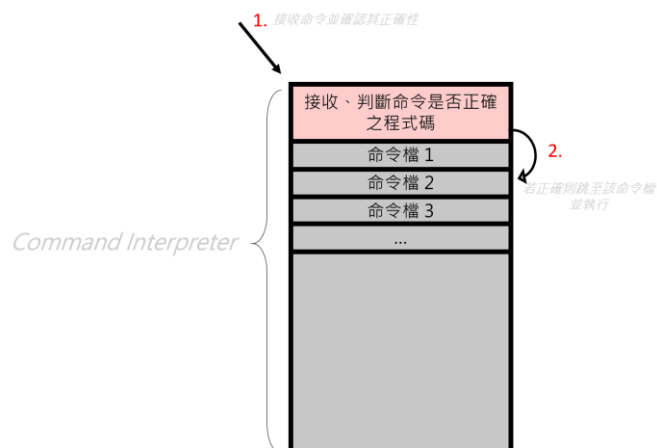 1. 接收命令並確認其正確性
接收、判斷命令是否正確
之程式碼
2.
命令檔 1
命令檔 2
若正確則跳至該命令檔
並執行
命令檔 3
...
Command Interpreter